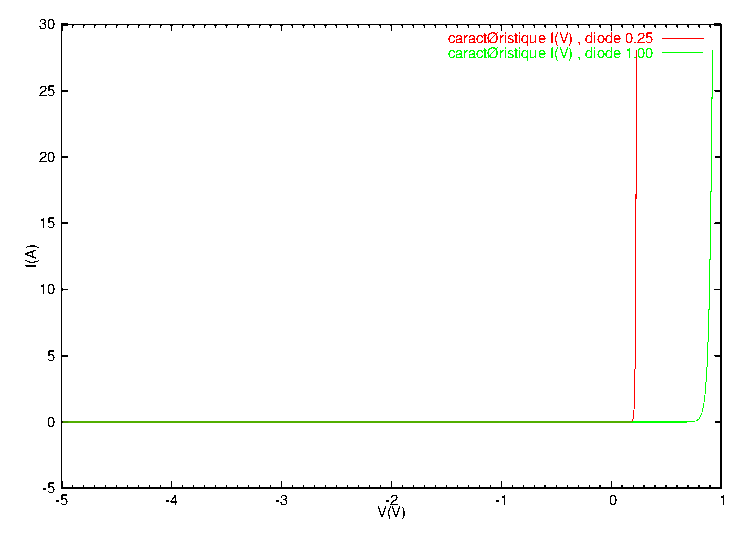 30
caractØristique I(V) , diode 0.25
caractØristique I(V) , diode 1.00
25
20
15
I(A)
10
5
0
-5
-5 -4 -3 -2 -1 0 1
V(V)